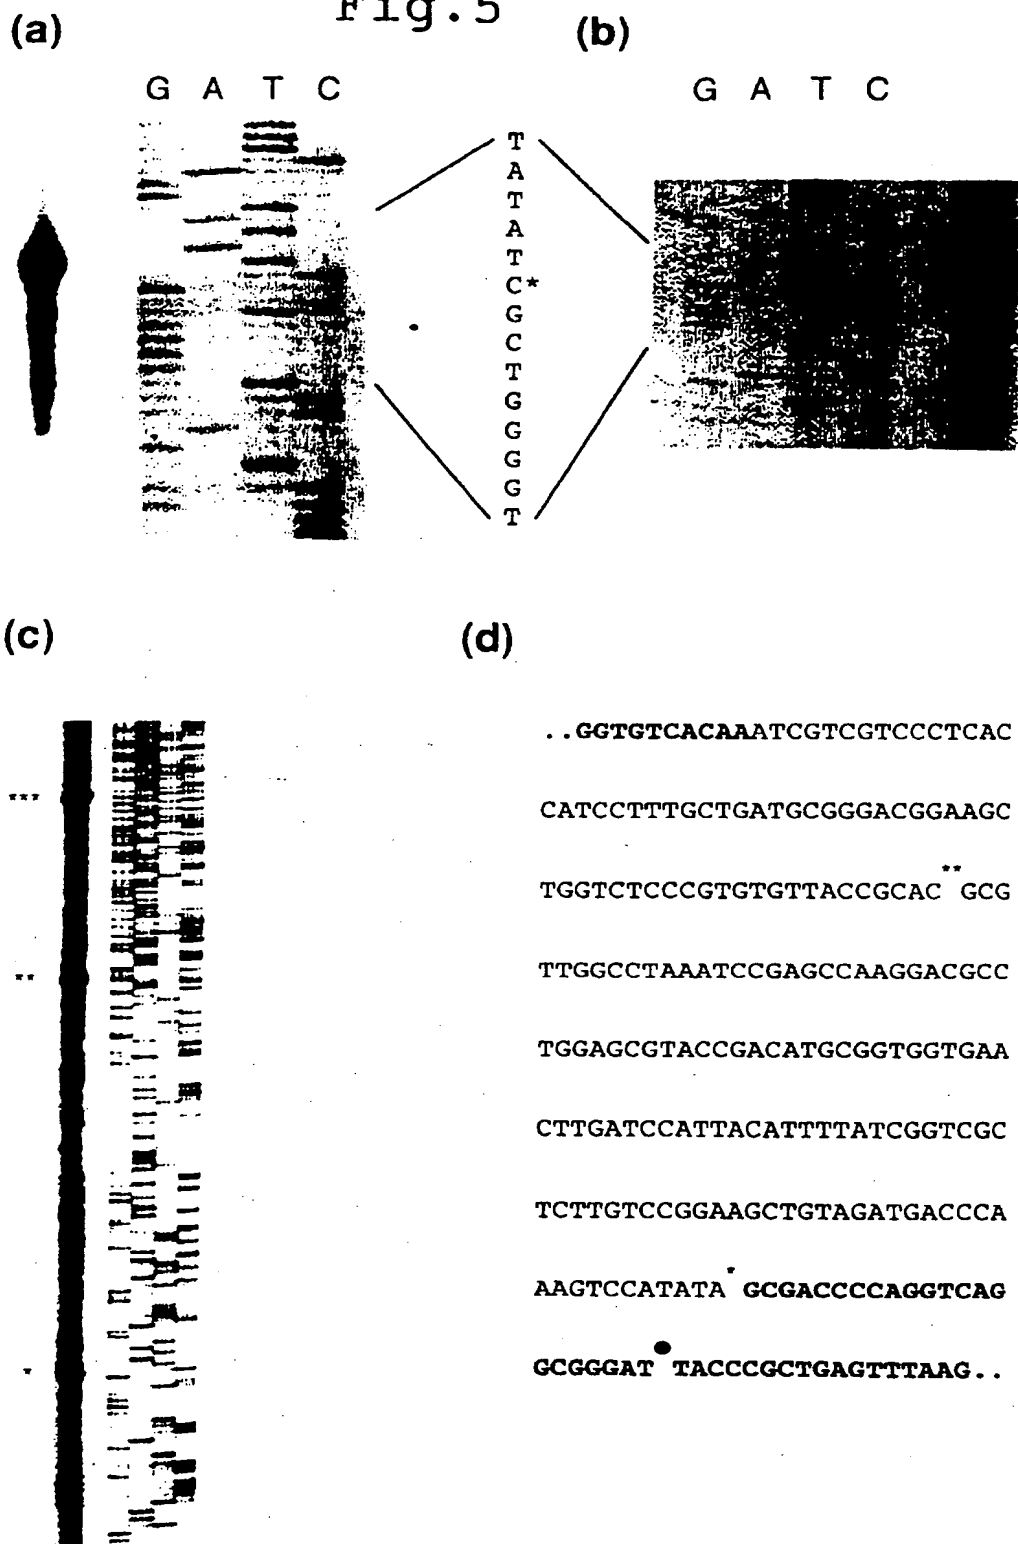 Fig.5
(a)
(b)
G A T C
G A T C
T
A
T
A
T
C*
G
C
T
G
G
G
G
T
(c)
(d)
***
**
*
..GGTGTCACAAATCGTCGTCCCTCAC
CATCCTTTGCTGATGCGGGACGGAAGC
TGGTCTCCCGTGTGTTACCGCAC**GCG
TTGGCCTAAATCCGAGCCAAGGACGCC
TGGAGCGTACCGACATGCGGTGGTGAA
CTTGATCCATTACATTTTATCGGTCGC
TCTTGTCCGGAAGCTGTAGATGACCCA
AAGTCCATATA*GCGACCCCAGGTCAG
GCGGGAT●TACCCGCTGAGTTTAAG..